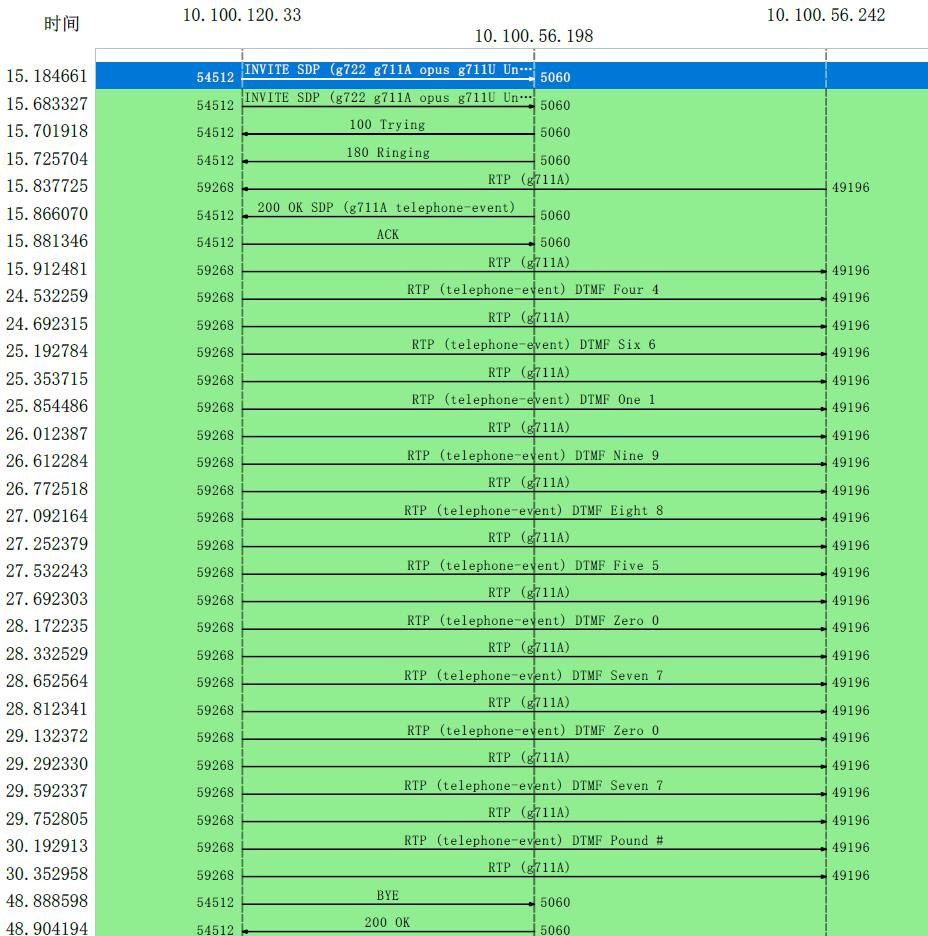 时间 10.100.120.33 10.100.56.198 10.100.56.242
15.184661 54512 INVITE SDP (g722 g711A opus g711U Un… 5060
15.683327 54512 INVITE SDP (g722 g711A opus g711U Un… 5060
15.701918 54512 100 Trying 5060
15.725704 54512 180 Ringing 5060
15.837725 59268 RTP (g711A) 49196
15.866070 54512 200 OK SDP (g711A telephone-event) 5060
15.881346 54512 ACK 5060
15.912481 59268 RTP (g711A) 49196
24.532259 59268 RTP (telephone-event) DTMF Four 4 49196
24.692315 59268 RTP (g711A) 49196
25.192784 59268 RTP (telephone-event) DTMF Six 6 49196
25.353715 59268 RTP (g711A) 49196
25.854486 59268 RTP (telephone-event) DTMF One 1 49196
26.012387 59268 RTP (g711A) 49196
26.612284 59268 RTP (telephone-event) DTMF Nine 9 49196
26.772518 59268 RTP (g711A) 49196
27.092164 59268 RTP (telephone-event) DTMF Eight 8 49196
27.252379 59268 RTP (g711A) 49196
27.532243 59268 RTP (telephone-event) DTMF Five 5 49196
27.692303 59268 RTP (g711A) 49196
28.172235 59268 RTP (telephone-event) DTMF Zero 0 49196
28.332529 59268 RTP (g711A) 49196
28.652564 59268 RTP (telephone-event) DTMF Seven 7 49196
28.812341 59268 RTP (g711A) 49196
29.132372 59268 RTP (telephone-event) DTMF Zero 0 49196
29.292330 59268 RTP (g711A) 49196
29.592337 59268 RTP (telephone-event) DTMF Seven 7 49196
29.752805 59268 RTP (g711A) 49196
30.192913 59268 RTP (telephone-event) DTMF Pound # 49196
30.352958 59268 RTP (g711A) 49196
48.888598 54512 BYE 5060
48.904194 54512 200 OK 5060